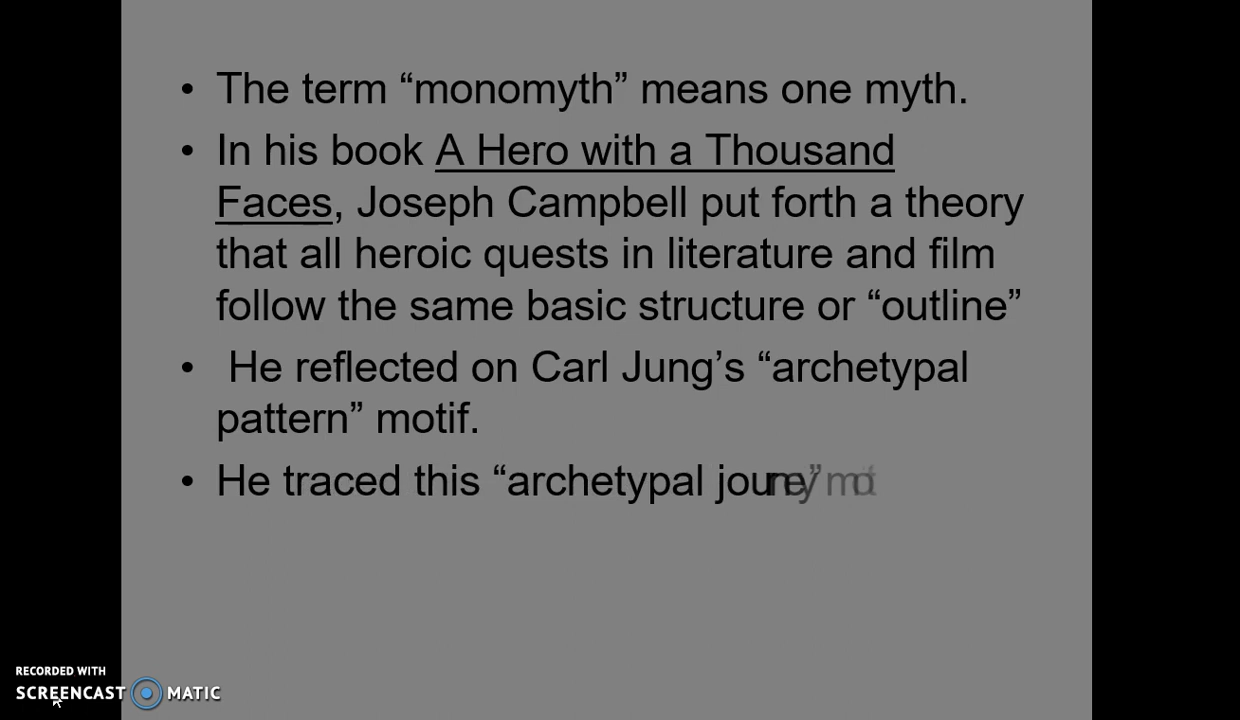 • The term “monomyth” means one myth.
• In his book A Hero with a Thousand
Faces, Joseph Campbell put forth a theory
that all heroic quests in literature and film
follow the same basic structure or “outline”
• He reflected on Carl Jung’s “archetypal
pattern” motif.
• He traced this “archetypal
RECORDED WITH
SCREENCAST MATIC